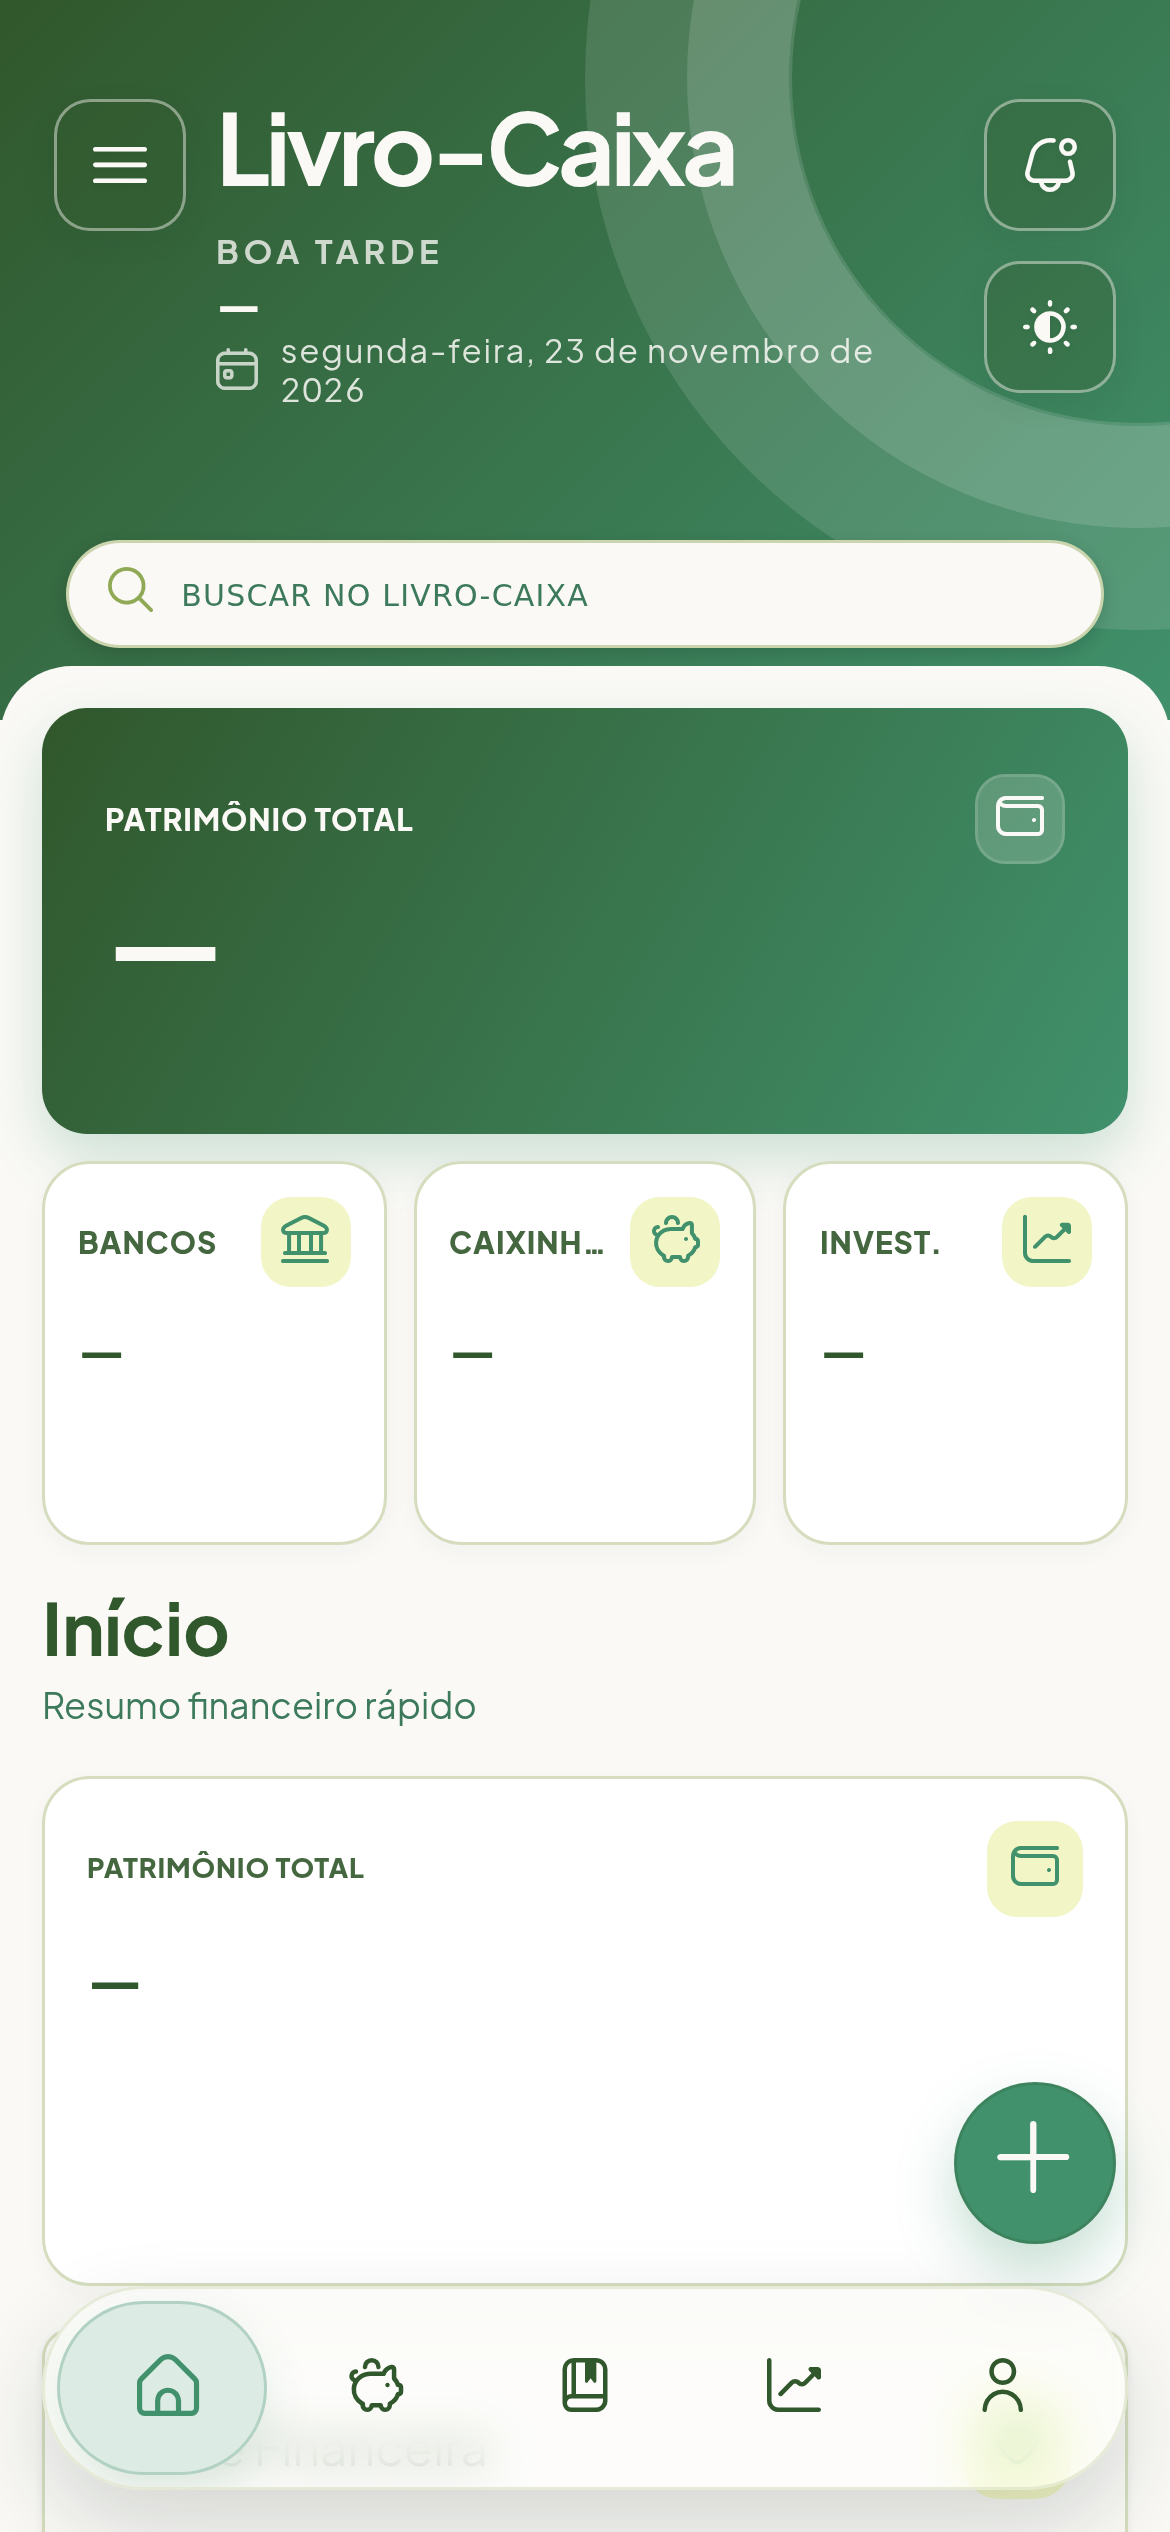 Livro-Caixa
BOA TARDE
—
segunda-feira, 23 de novembro de
2026
BUSCAR NO LIVRO-CAIXA
PATRIMÔNIO TOTAL
—
BANCOS
—
CAIXINH…
—
INVEST.
—
Início
Resumo financeiro rápido
PATRIMÔNIO TOTAL
—
e Financeira